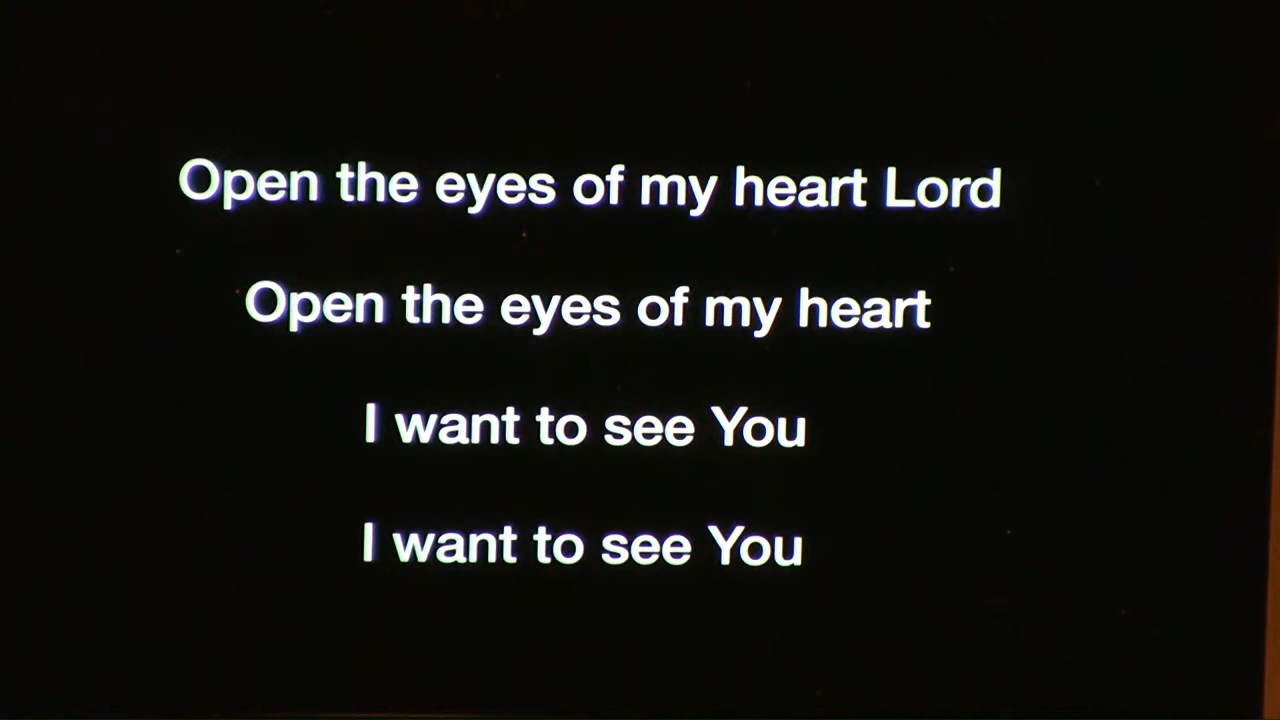 Open the eyes of my heart Lord
Open the eyes of my heart
I want to see You
I want to see You